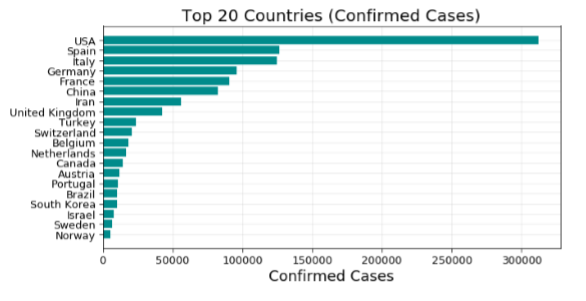 Top 20 Countries (Confirmed Cases)
USA
Spain
Italy
Germany
France
China
Iran
United Kingdom
Turkey
Switzerland
Belgium
Netherlands
Canada
Austria
Portugal
Brazil
South Korea
Israel
Sweden
Norway
0 50000 100000 150000 200000 250000 300000
Confirmed Cases